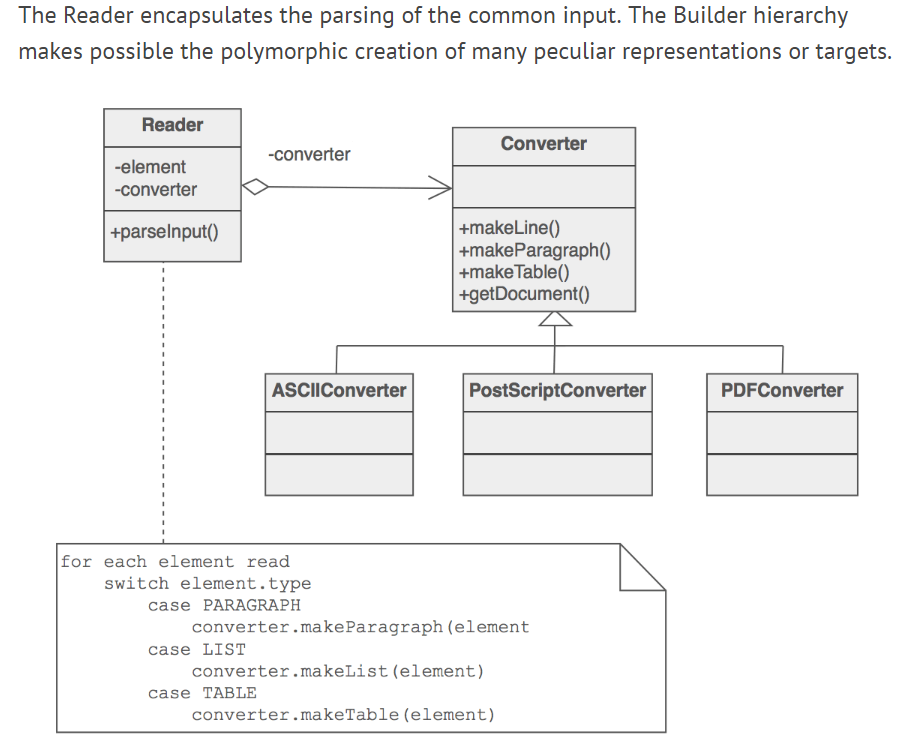 The Reader encapsulates the parsing of the common input. The Builder hierarchy
makes possible the polymorphic creation of many peculiar representations or targets.
Reader
-element
-converter
+parseInput()
-converter
Converter
+makeLine()
+makeParagraph()
+makeTable()
+getDocument()
ASCIIConverter
PostScriptConverter
PDFConverter
for each element read
    switch element.type
        case PARAGRAPH
            converter.makeParagraph(element
        case LIST
            converter.makeList(element)
        case TABLE
            converter.makeTable(element)